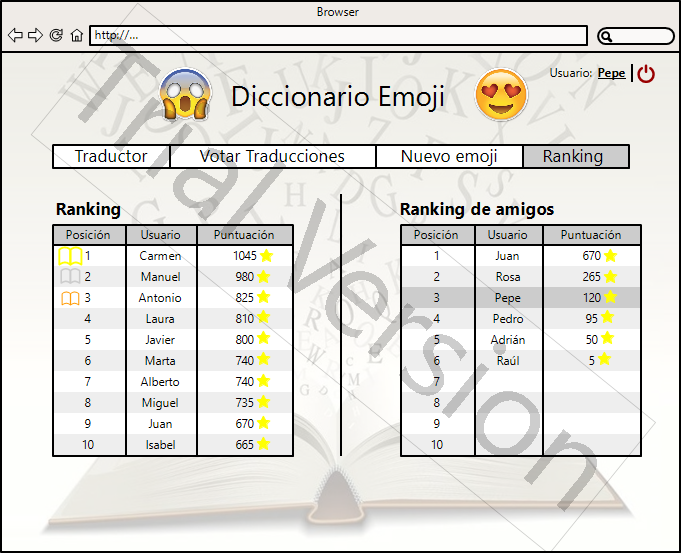 Browser
http://...
Usuario: Pepe
Diccionario Emoji
Traductor Votar Traducciones Nuevo emoji Ranking
Ranking
Posición Usuario Puntuación
1 Carmen 1045
2 Manuel 980
3 Antonio 825
4 Laura 810
5 Javier 800
6 Marta 740
7 Alberto 740
8 Miguel 735
9 Juan 670
10 Isabel 665
Ranking de amigos
Posición Usuario Puntuación
1 Juan 670
2 Rosa 265
3 Pepe 120
4 Pedro 95
5 Adrián 50
6 Raúl 5
7
8
9
10
Trial Version